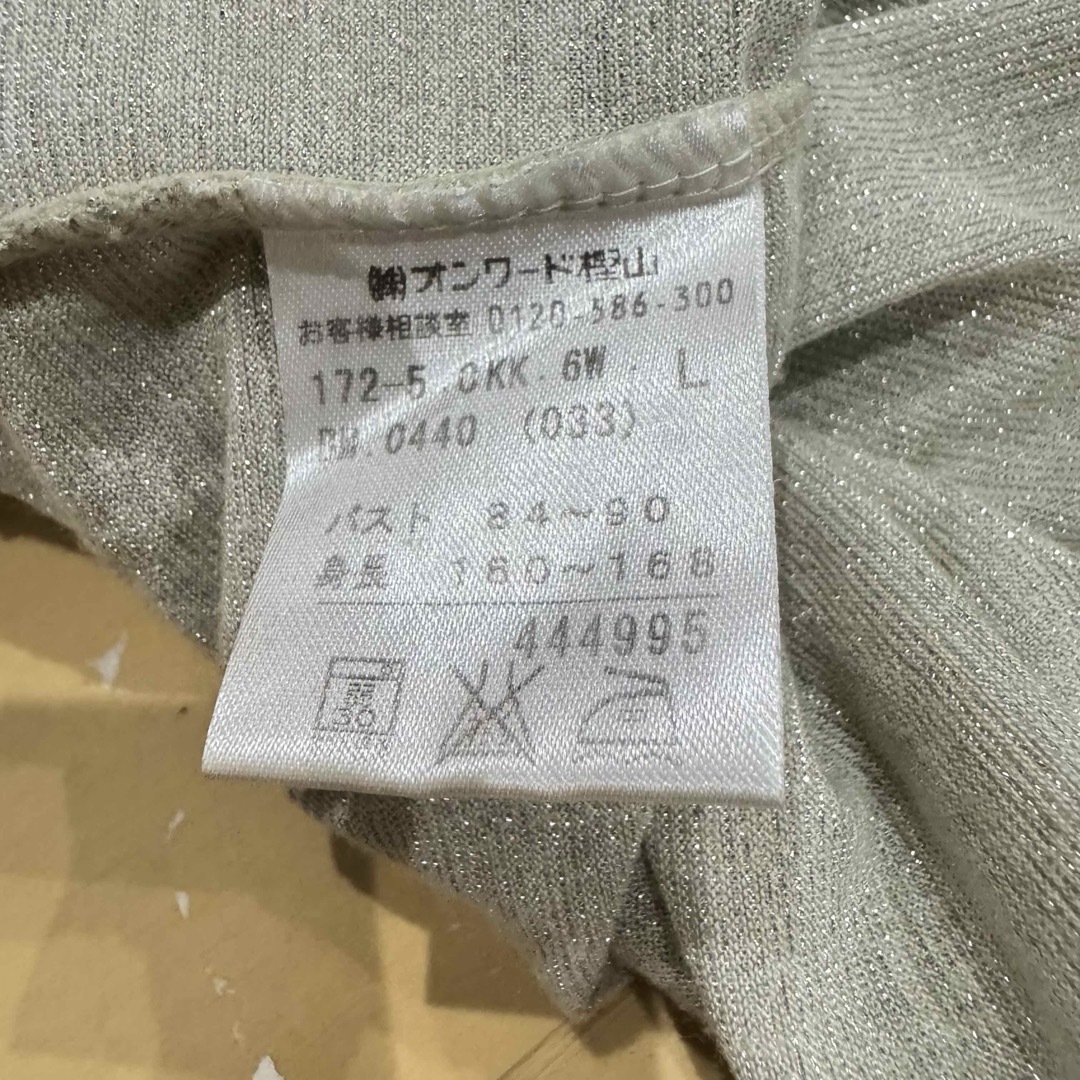 ㈱オンワード樫山
お客様相談室 0120-586-300
172-5 .CKK. 6W. L
0440 (033)
バスト 84～90
身長 160～168
444995
30